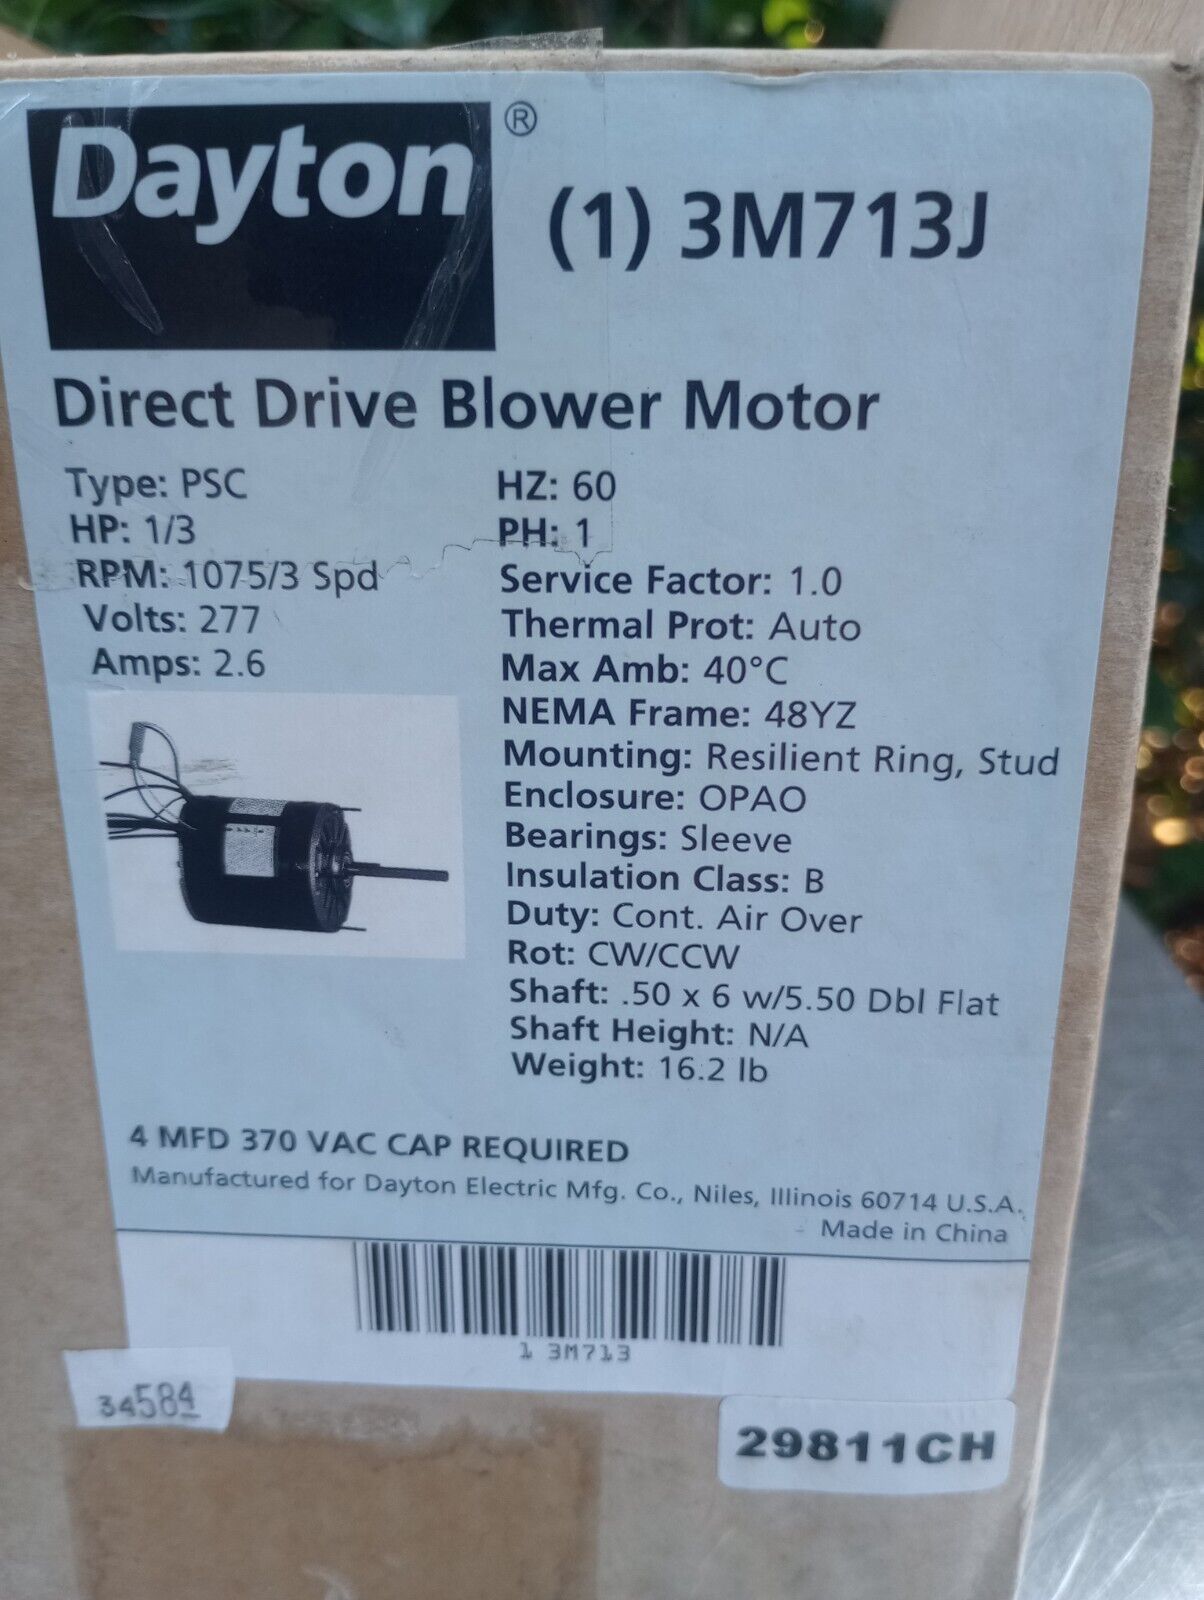 Dayton®
(1) 3M713J
Direct Drive Blower Motor
Type: PSC
HP: 1/3
RPM: 1075/3 Spd
Volts: 277
Amps: 2.6
HZ: 60
PH: 1
Service Factor: 1.0
Thermal Prot: Auto
Max Amb: 40°C
NEMA Frame: 48YZ
Mounting: Resilient Ring, Stud
Enclosure: OPAO
Bearings: Sleeve
Insulation Class: B
Duty: Cont. Air Over
Rot: CW/CCW
Shaft: .50 x 6 w/5.50 Dbl Flat
Shaft Height: N/A
Weight: 16.2 lb
4 MFD 370 VAC CAP REQUIRED
Manufactured for Dayton Electric Mfg. Co., Niles, Illinois 60714 U.S.A.
Made in China
1 3M713
34584
29811CH